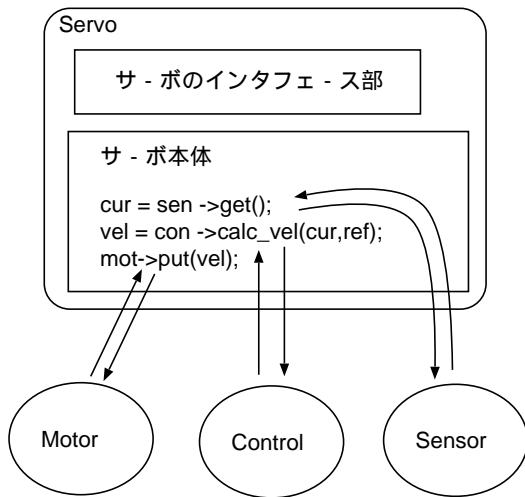 Servo
サ - ボのインタフェ - ス部
サ - ボ本体
cur = sen ->get();
vel = con ->calc_vel(cur,ref);
mot->put(vel);
Motor
Control
Sensor